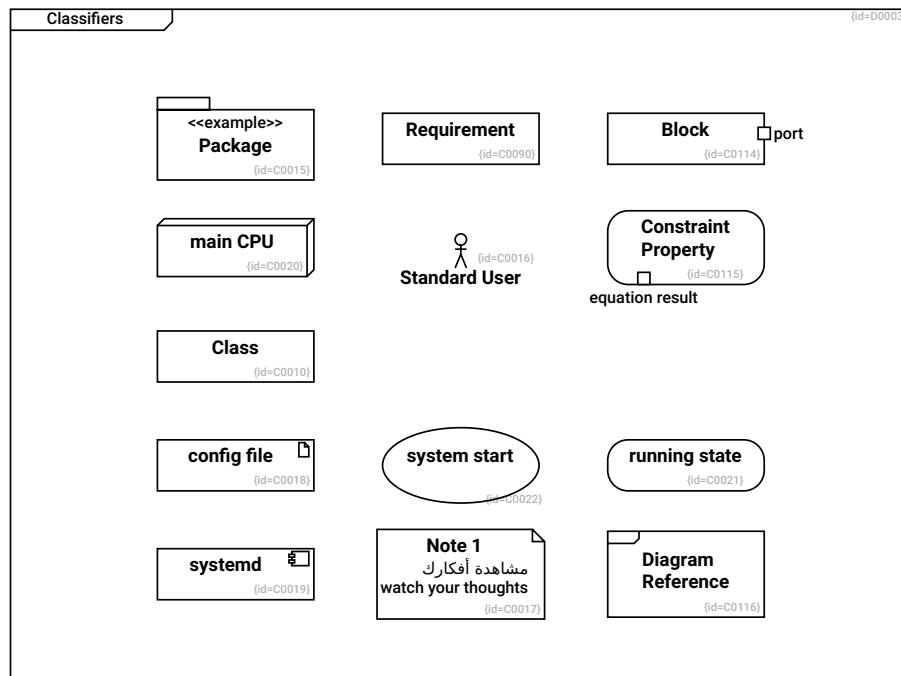 Classifiers
{id=D0003
<<example>>
Package
{id=C0015}
Requirement
{id=C0090}
Block
{id=C0114}
port
main CPU
{id=C0020}
{id=C0016}
Standard User
Constraint
Property
{id=C0115}
equation result
Class
{id=C0010}
config file
{id=C0018}
system start
{id=C0022}
running state
{id=C0021}
systemd
{id=C0019}
Note 1
مشاهدة أفكارك
watch your thoughts
{id=C0017}
Diagram
Reference
{id=C0116}